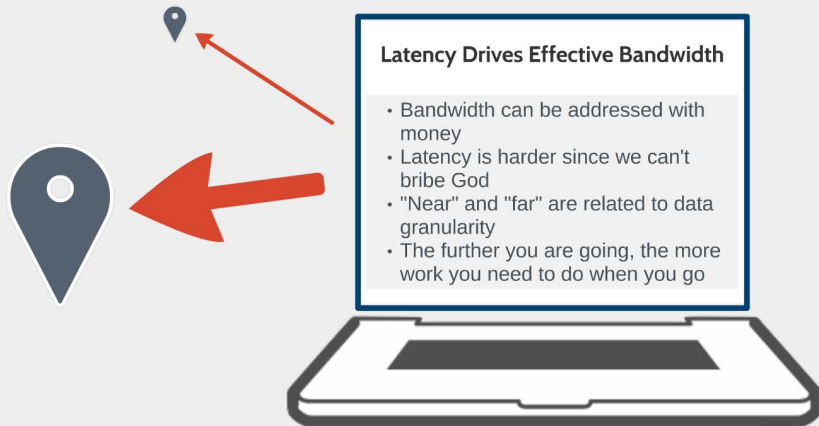 Latency Drives Effective Bandwidth
• Bandwidth can be addressed with
money
• Latency is harder since we can't
bribe God
• "Near" and "far" are related to data
granularity
• The further you are going, the more
work you need to do when you go